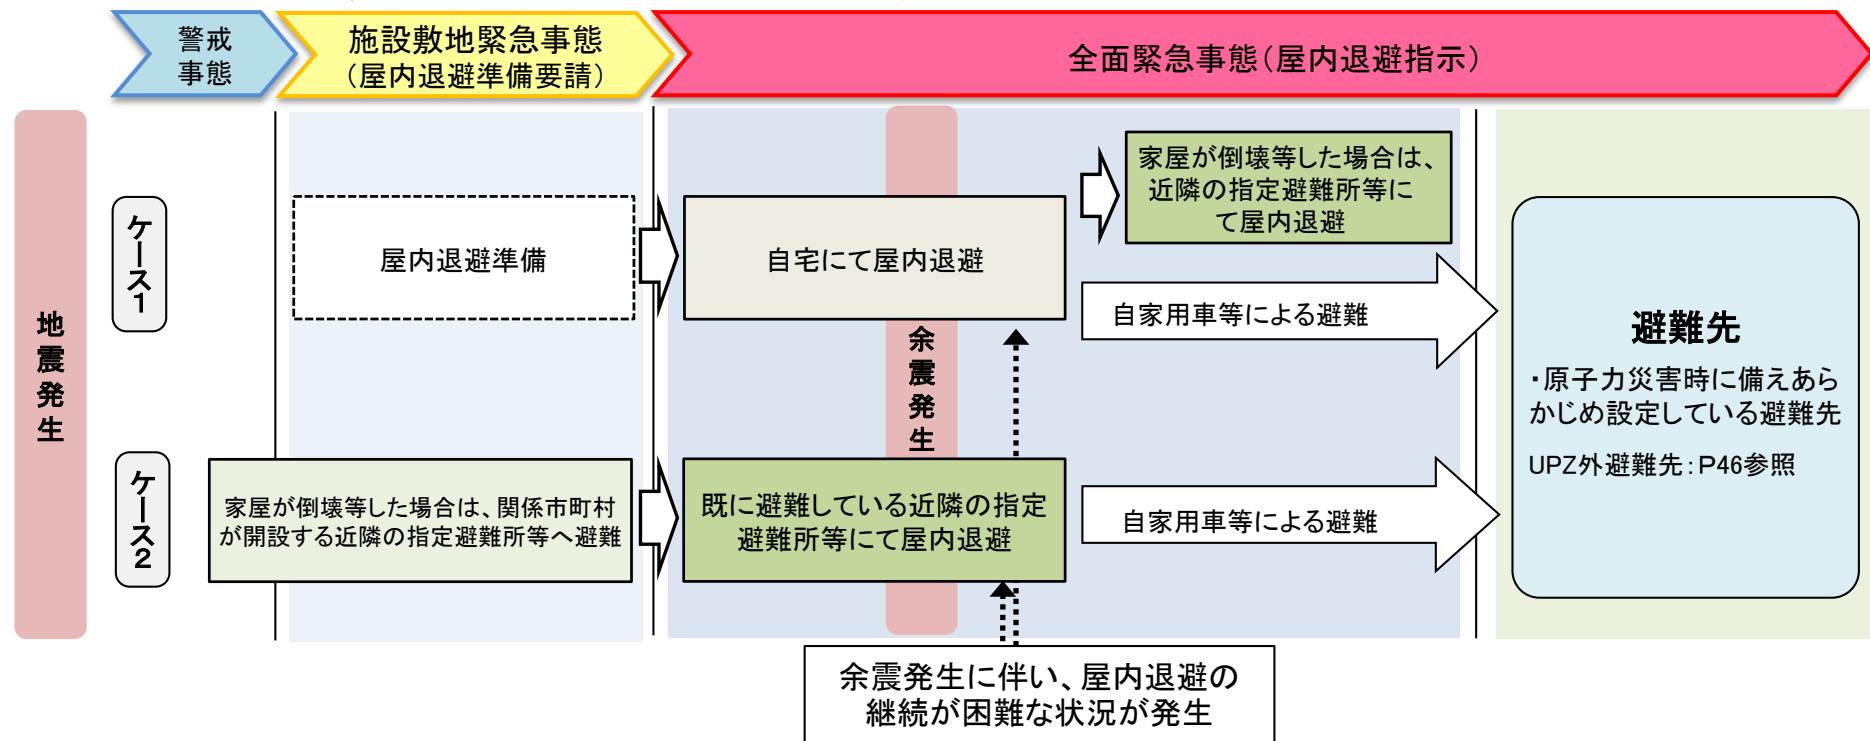 警戒
事態
施設敷地緊急事態
（屋内退避準備要請）
全面緊急事態（屋内退避指示）
地震発生
ケース1
屋内退避準備
自宅にて屋内退避
家屋が倒壊等した場合は、
近隣の指定避難所等に
て屋内退避
自家用車等による避難
余震発生
ケース2
家屋が倒壊等した場合は、関係市町村
が開設する近隣の指定避難所等へ避難
既に避難している近隣の指定
避難所等にて屋内退避
自家用車等による避難
避難先
・原子力災害時に備えあら
かじめ設定している避難先
UPZ外避難先：P46参照
余震発生に伴い、屋内退避の
継続が困難な状況が発生